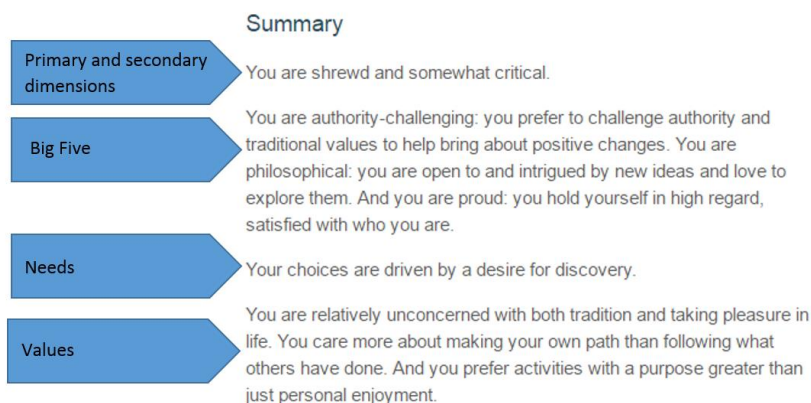 Summary
Primary and secondary
dimensions
You are shrewd and somewhat critical.
Big Five
You are authority-challenging: you prefer to challenge authority and
traditional values to help bring about positive changes. You are
philosophical: you are open to and intrigued by new ideas and love to
explore them. And you are proud: you hold yourself in high regard,
satisfied with who you are.
Needs
Your choices are driven by a desire for discovery.
Values
You are relatively unconcerned with both tradition and taking pleasure in
life. You care more about making your own path than following what
others have done. And you prefer activities with a purpose greater than
just personal enjoyment.